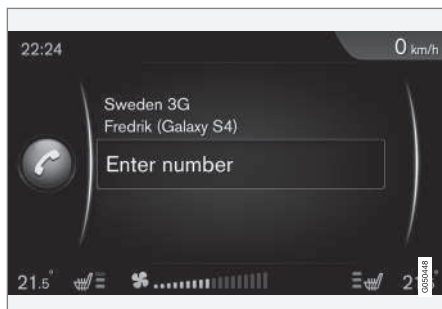 22:24
0 km/h
Sweden 3G
Fredrik (Galaxy S4)
Enter number
21.5°
G050448